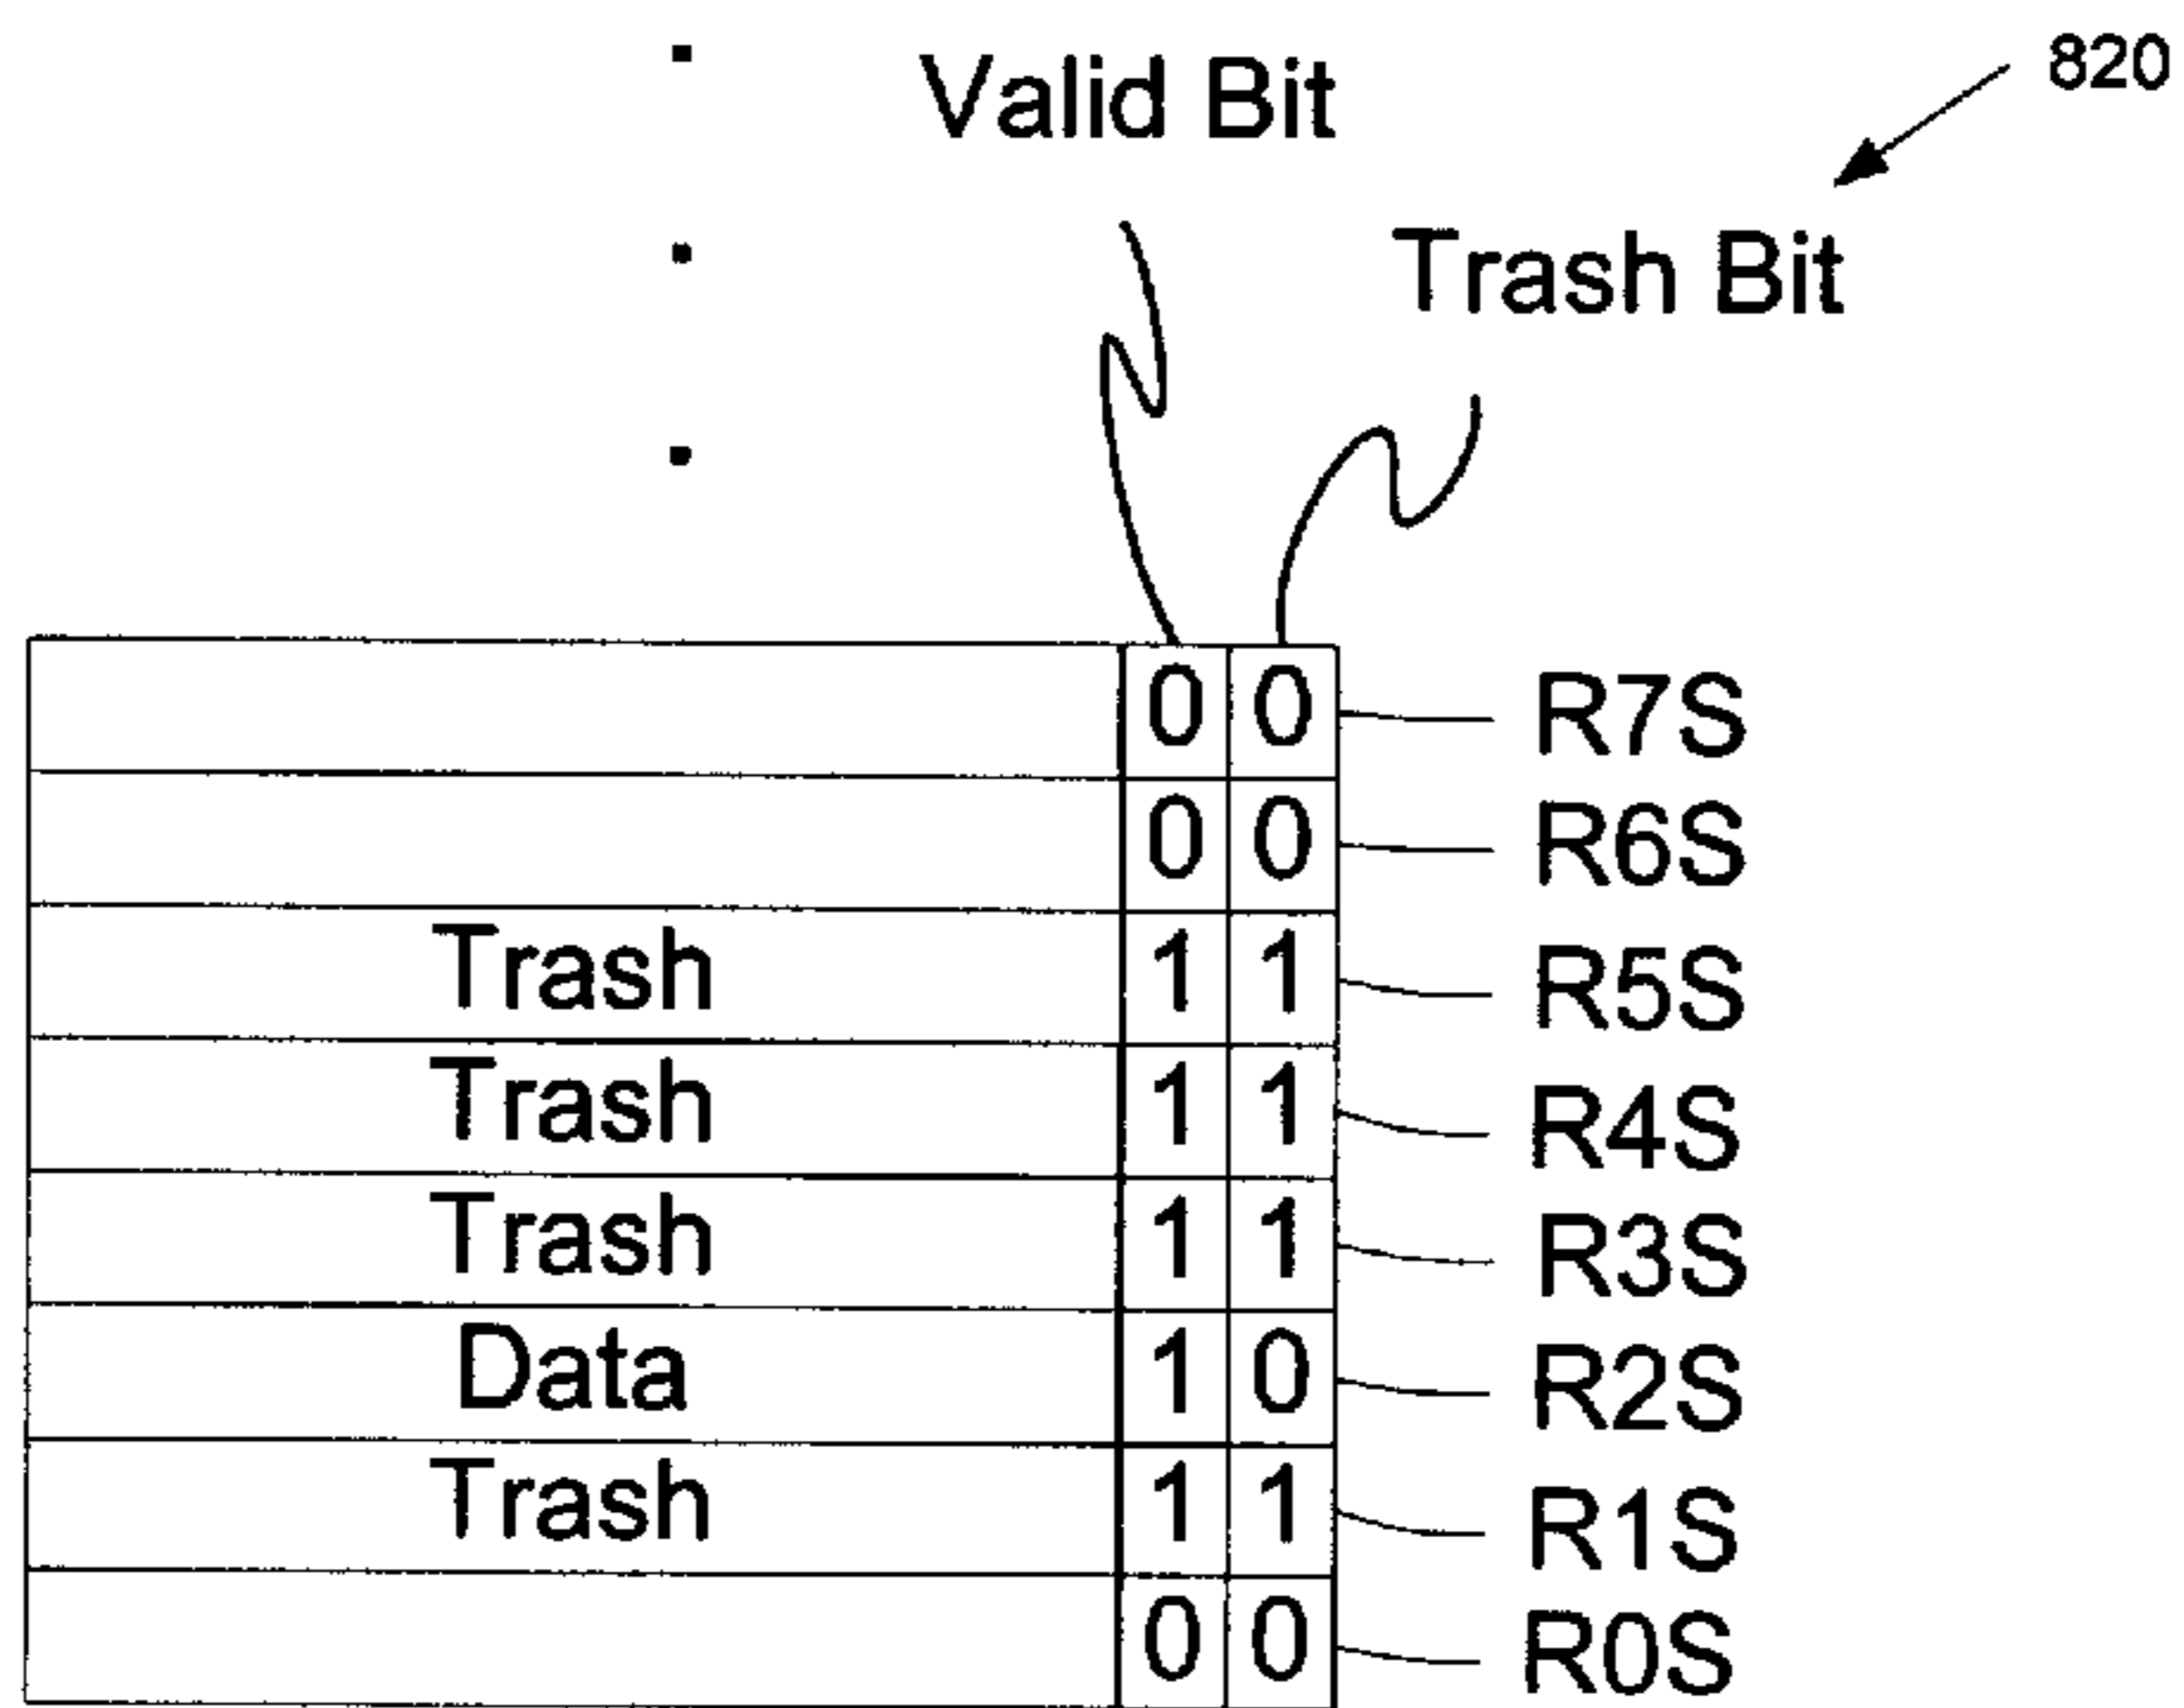 820
Valid Bit
Trash Bit
0 0 R7S
0 0 R6S
Trash 1 1 R5S
Trash 1 1 R4S
Trash 1 1 R3S
Data 1 0 R2S
Trash 1 1 R1S
0 0 R0S